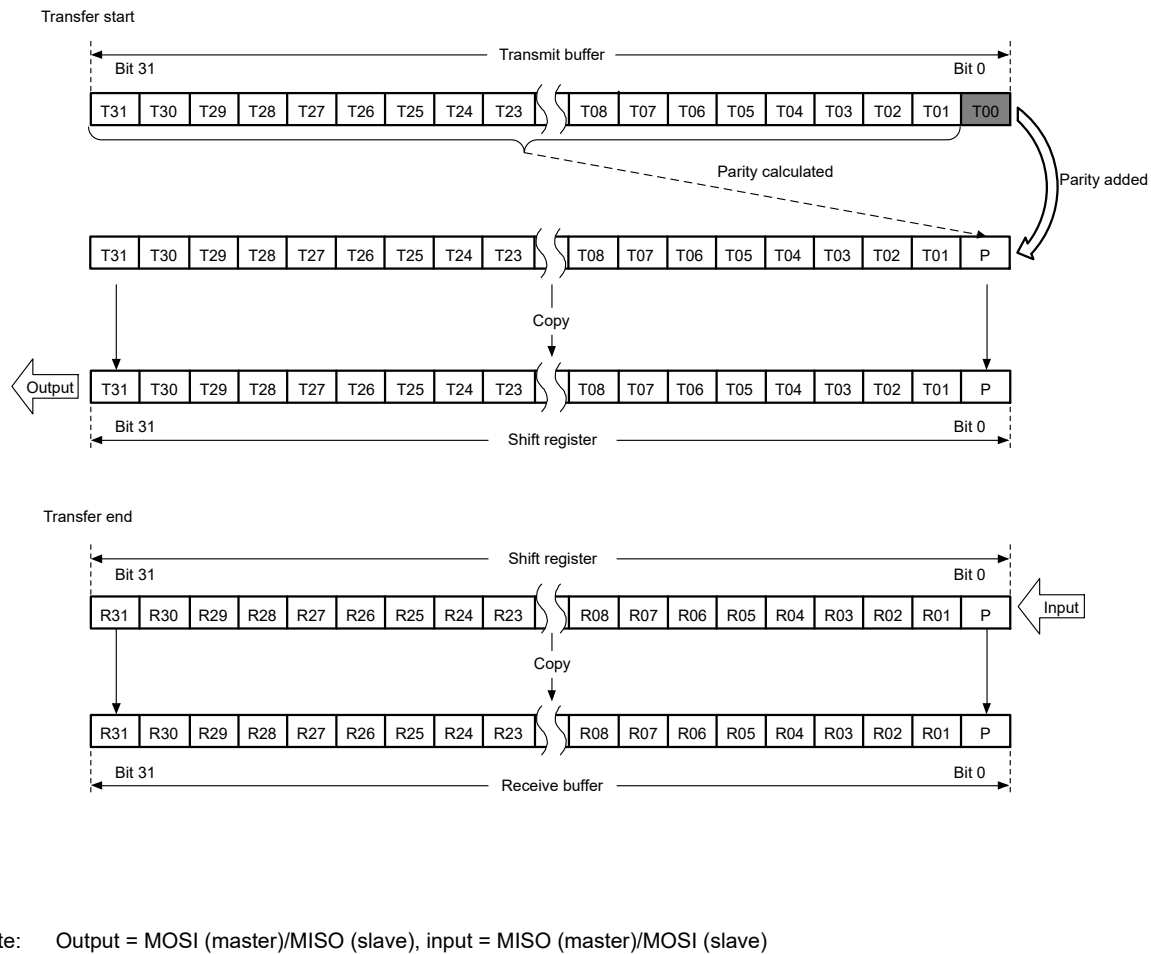 Transfer start
Transmit buffer
Bit 31 Bit 0
T31 T30 T29 T28 T27 T26 T25 T24 T23 T08 T07 T06 T05 T04 T03 T02 T01 T00
Parity calculated
Parity added
T31 T30 T29 T28 T27 T26 T25 T24 T23 T08 T07 T06 T05 T04 T03 T02 T01 P
Copy
Output T31 T30 T29 T28 T27 T26 T25 T24 T23 T08 T07 T06 T05 T04 T03 T02 T01 P
Bit 31 Bit 0
Shift register
Transfer end
Shift register
Bit 31 Bit 0
R31 R30 R29 R28 R27 R26 R25 R24 R23 R08 R07 R06 R05 R04 R03 R02 R01 P Input
Copy
R31 R30 R29 R28 R27 R26 R25 R24 R23 R08 R07 R06 R05 R04 R03 R02 R01 P
Bit 31 Bit 0
Receive buffer
te: Output = MOSI (master)/MISO (slave), input = MISO (master)/MOSI (slave)